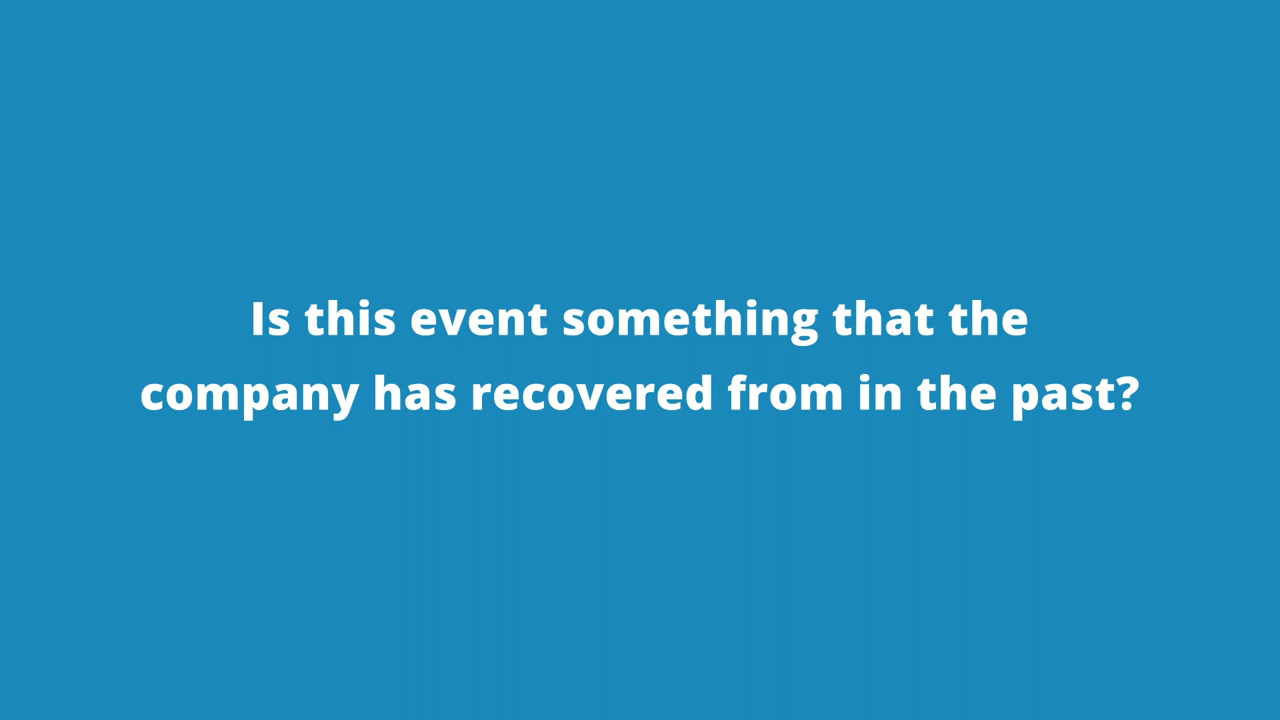 Is this event something that the
company has recovered from in the past?